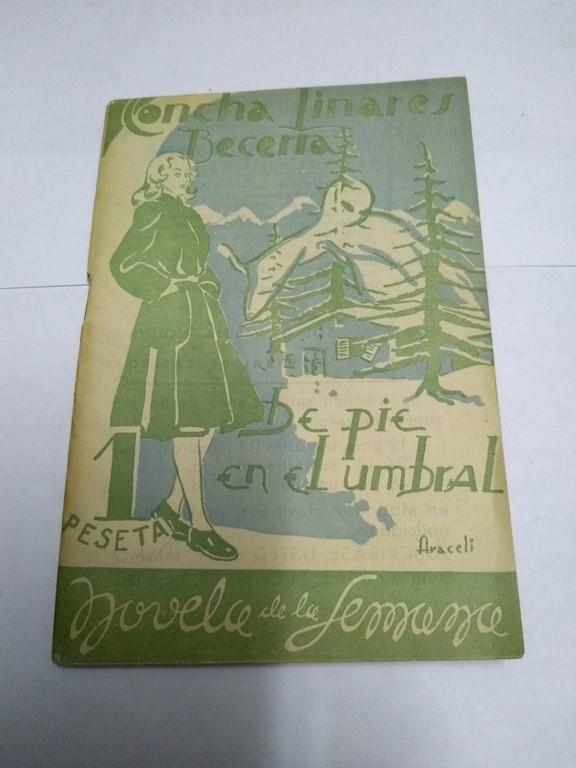 Concha Linares
Becerra
De pie
en el umbral
1
PESETA
Araceli
Novela de la Semana